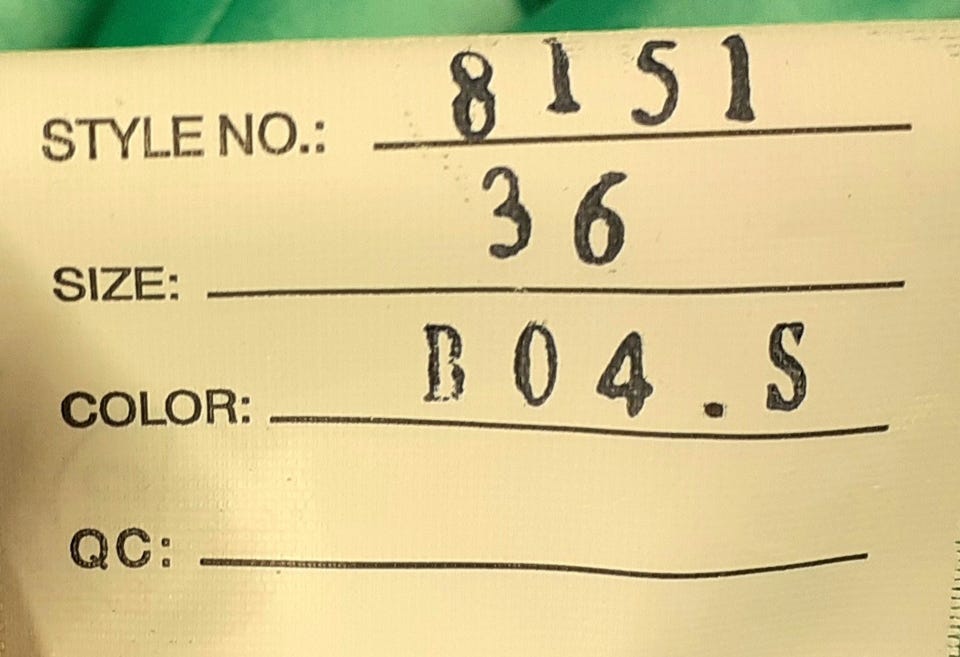 STYLE NO.: 8151
SIZE: 36
COLOR: B04.S
QC: